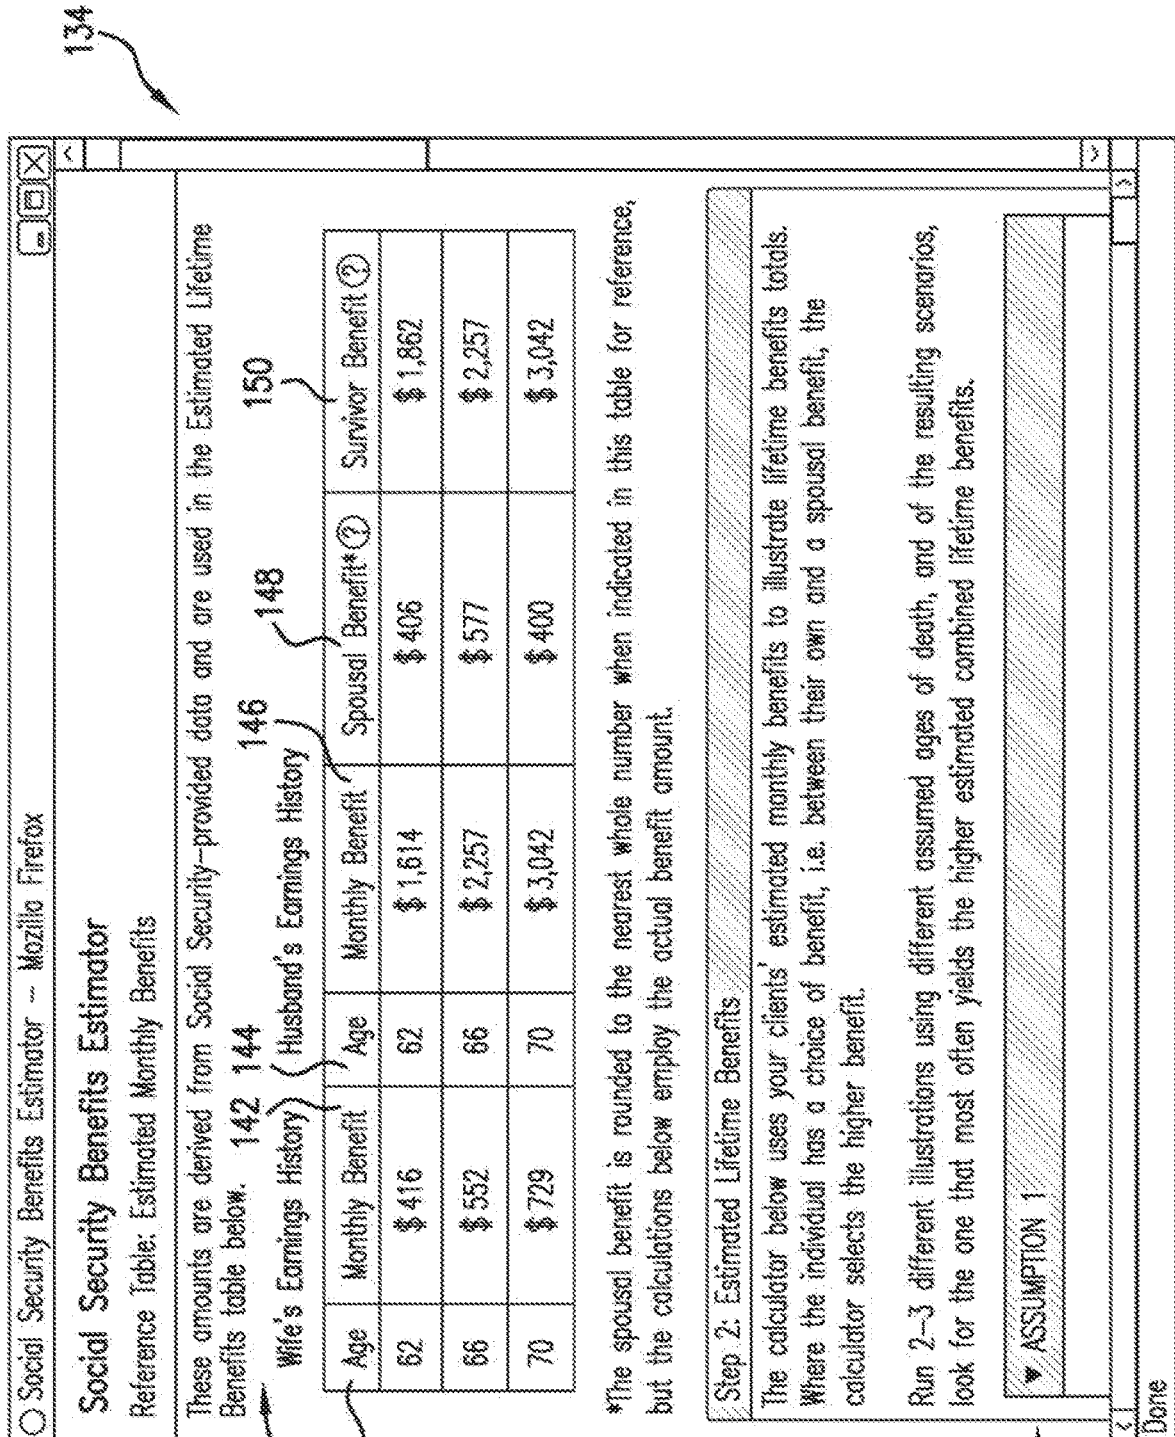 134
Social Security Benefits Estimator - Mozilla Firefox
Social Security Benefits Estimator
Reference Table: Estimated Monthly Benefits
These amounts are derived from Social Security-provided data and are used in the Estimated Lifetime
Benefits table below.
142 144 146 148 150
Wife's Earnings History Husband's Earnings History
Age Monthly Benefit Age Monthly Benefit Spousal Benefit* ? Survivor Benefit ?
62 $416 62 $1,614 $406 $1,862
66 $552 66 $2,257 $577 $2,257
70 $729 70 $3,042 $400 $3,042
*The spousal benefit is rounded to the nearest whole number when indicated in this table for reference,
but the calculations below employ the actual benefit amount.
Step 2: Estimated Lifetime Benefits
The calculator below uses your clients' estimated monthly benefits to illustrate lifetime benefits totals.
Where the individual has a choice of benefit, i.e. between their own and a spousal benefit, the
calculator selects the higher benefit.
Run 2-3 different illustrations using different assumed ages of death, and of the resulting scenarios,
look for the one that most often yields the higher estimated combined lifetime benefits.
▼ ASSUMPTION 1
Done